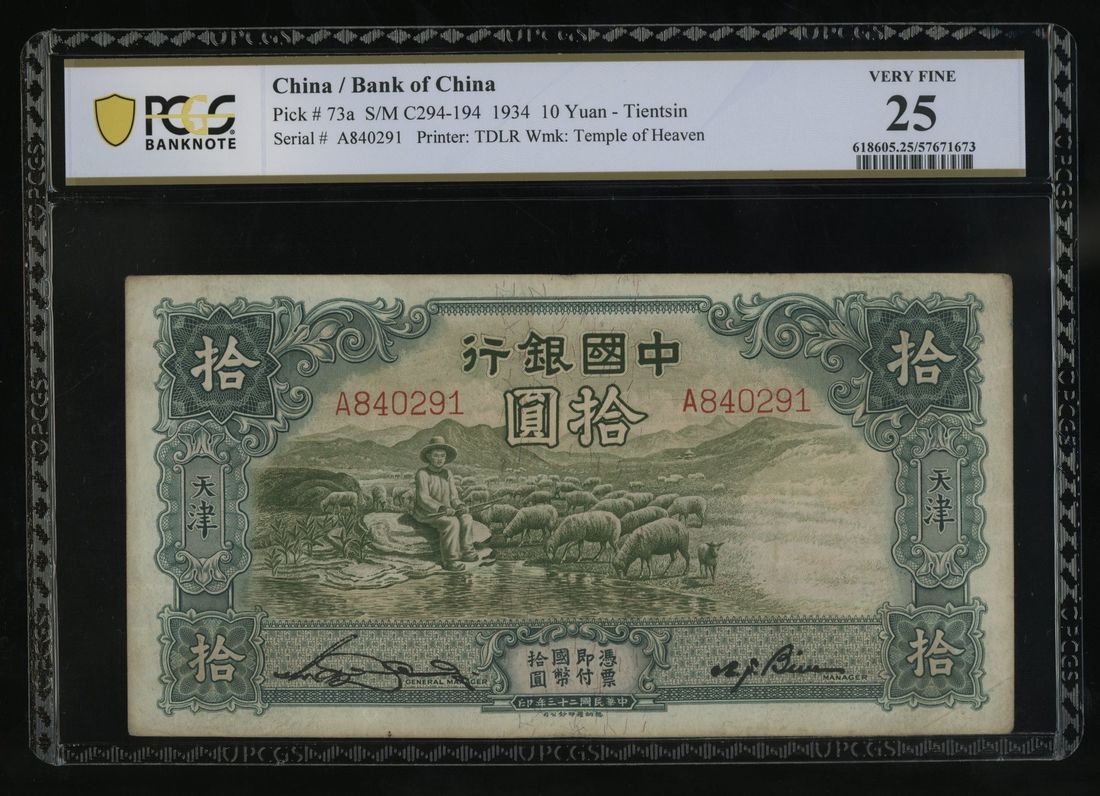 PCGS
BANKNOTE
China / Bank of China
Pick # 73a S/M C294-194 1934 10 Yuan - Tientsin
Serial # A840291 Printer: TDLR Wmk: Temple of Heaven
VERY FINE
25
618605.25/57671673
行銀國中
圓拾
拾
拾
A840291
A840291
天津
天津
拾
拾
GENERAL MANAGER
憑票
即付
國幣
拾圓
MANAGER
印年三十二國民華中